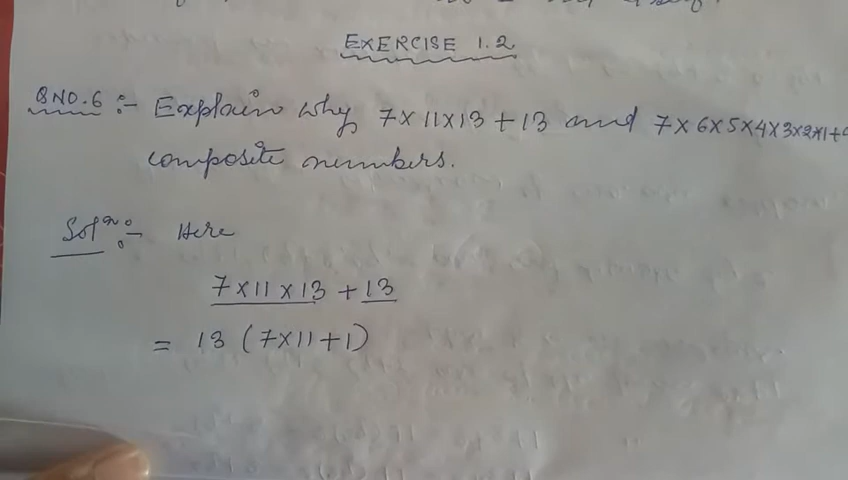 EXERCISE 1.2
QNO.6 :- Explain why 7×11×13+13 and 7×6×5×4×3×2×1+
composite numbers.
Solⁿ :- Here
7×11×13 + 13
= 13 (7×11+1)